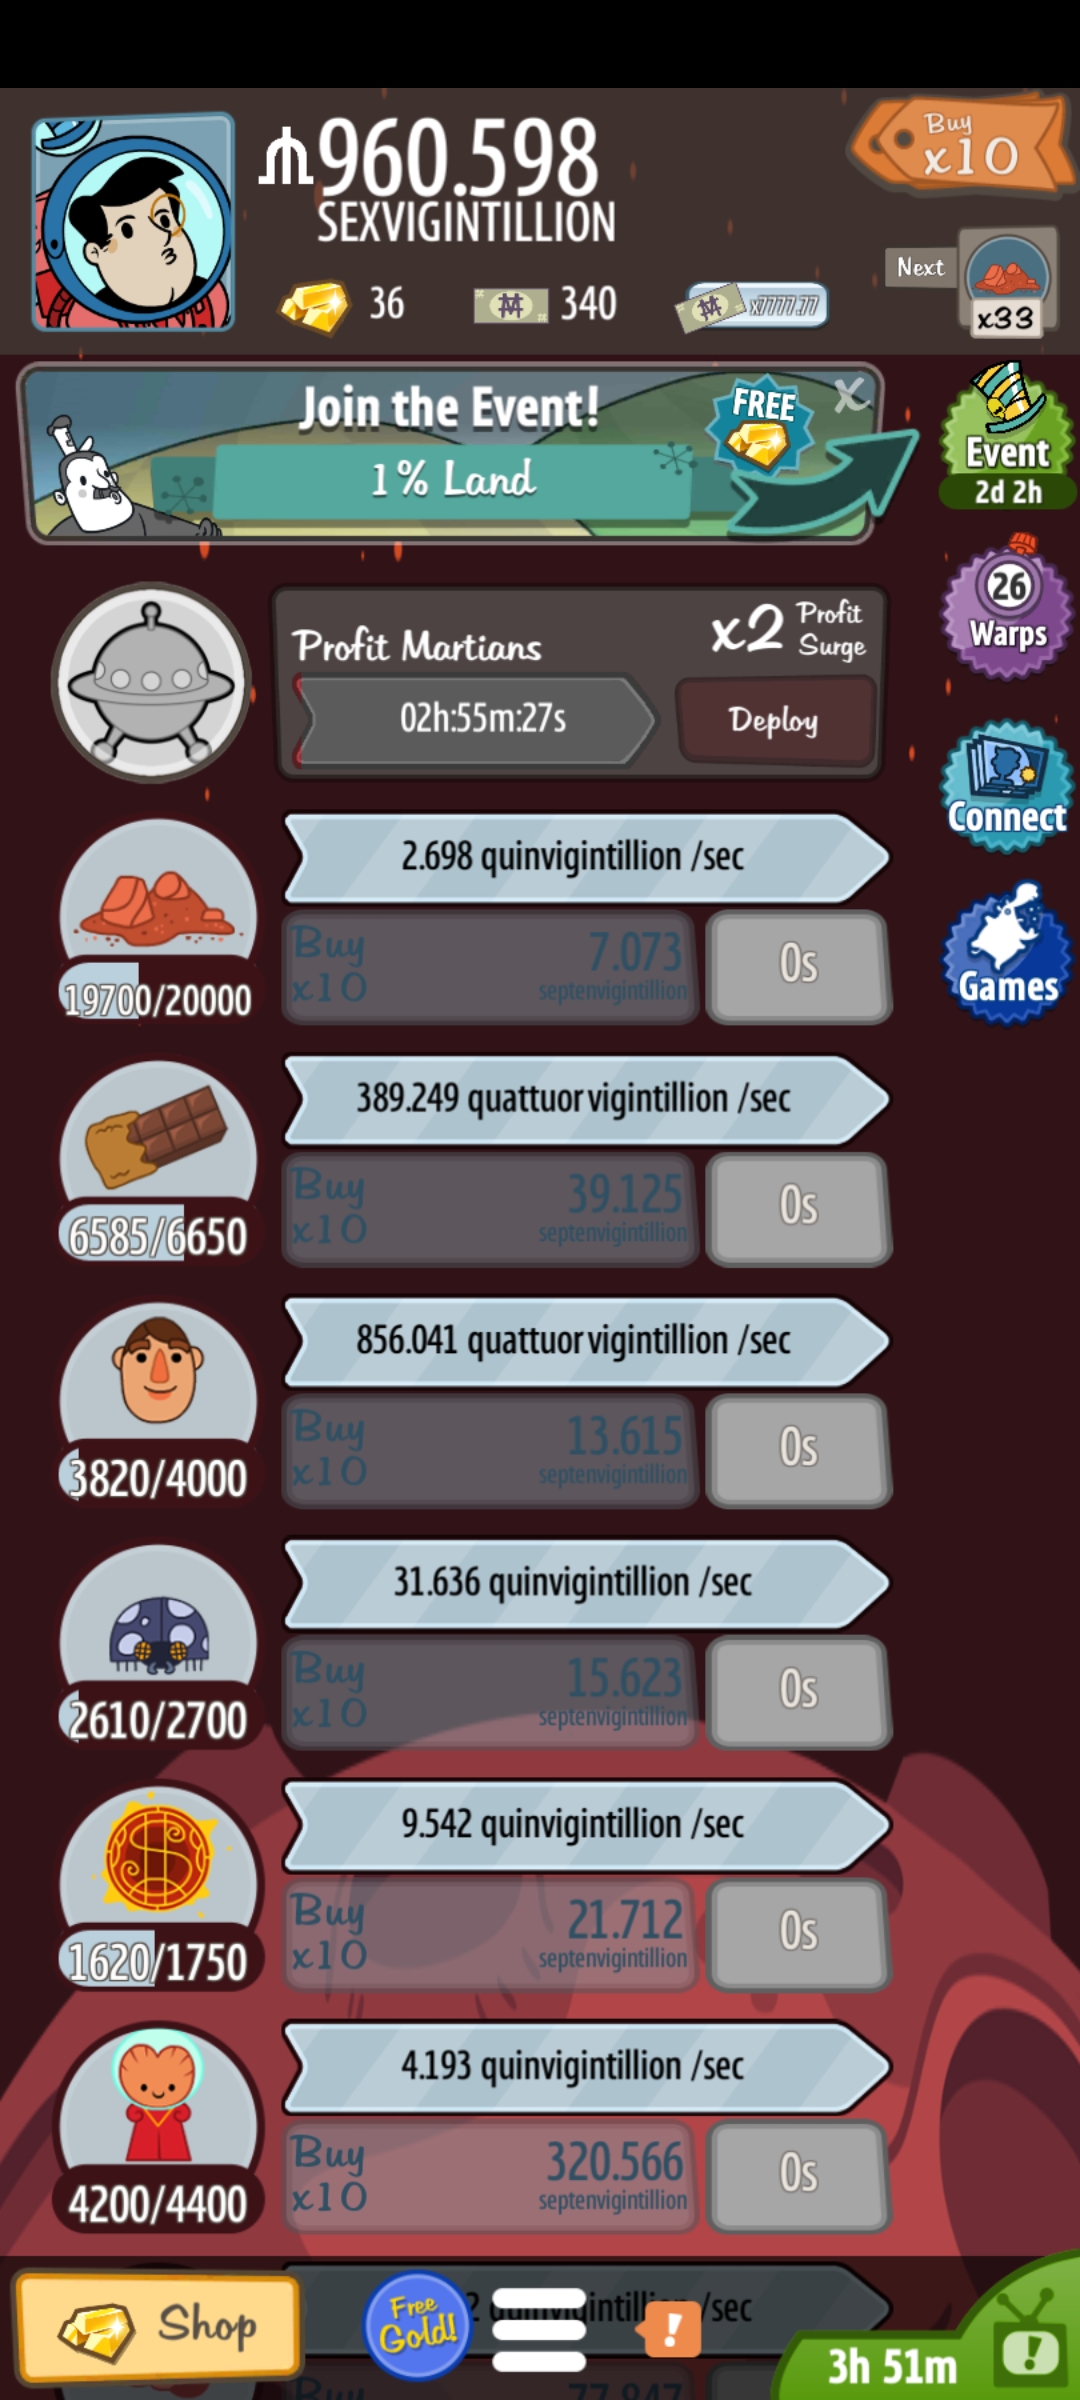 960.598
SEXVIGINTILLION
Buy
x10
36
340
x7777.77
Next
x33
Join the Event!
1% Land
FREE
X
Event
2d 2h
Profit Martians
x2 Profit Surge
02h:55m:27s
Deploy
26
Warps
Connect
Games
2.698 quinvigintillion /sec
Buy x10
7.073
septenvigintillion
0s
19700/20000
389.249 quattuorvigintillion /sec
Buy x10
39.125
septenvigintillion
0s
6585/6650
856.041 quattuorvigintillion /sec
Buy x10
13.615
septenvigintillion
0s
3820/4000
31.636 quinvigintillion /sec
Buy x10
15.623
septenvigintillion
0s
2610/2700
9.542 quinvigintillion /sec
Buy x10
21.712
septenvigintillion
0s
1620/1750
4.193 quinvigintillion /sec
Buy x10
320.566
septenvigintillion
0s
4200/4400
/sec
Shop
Free Gold!
!
3h 51m
!
Buy
77.847